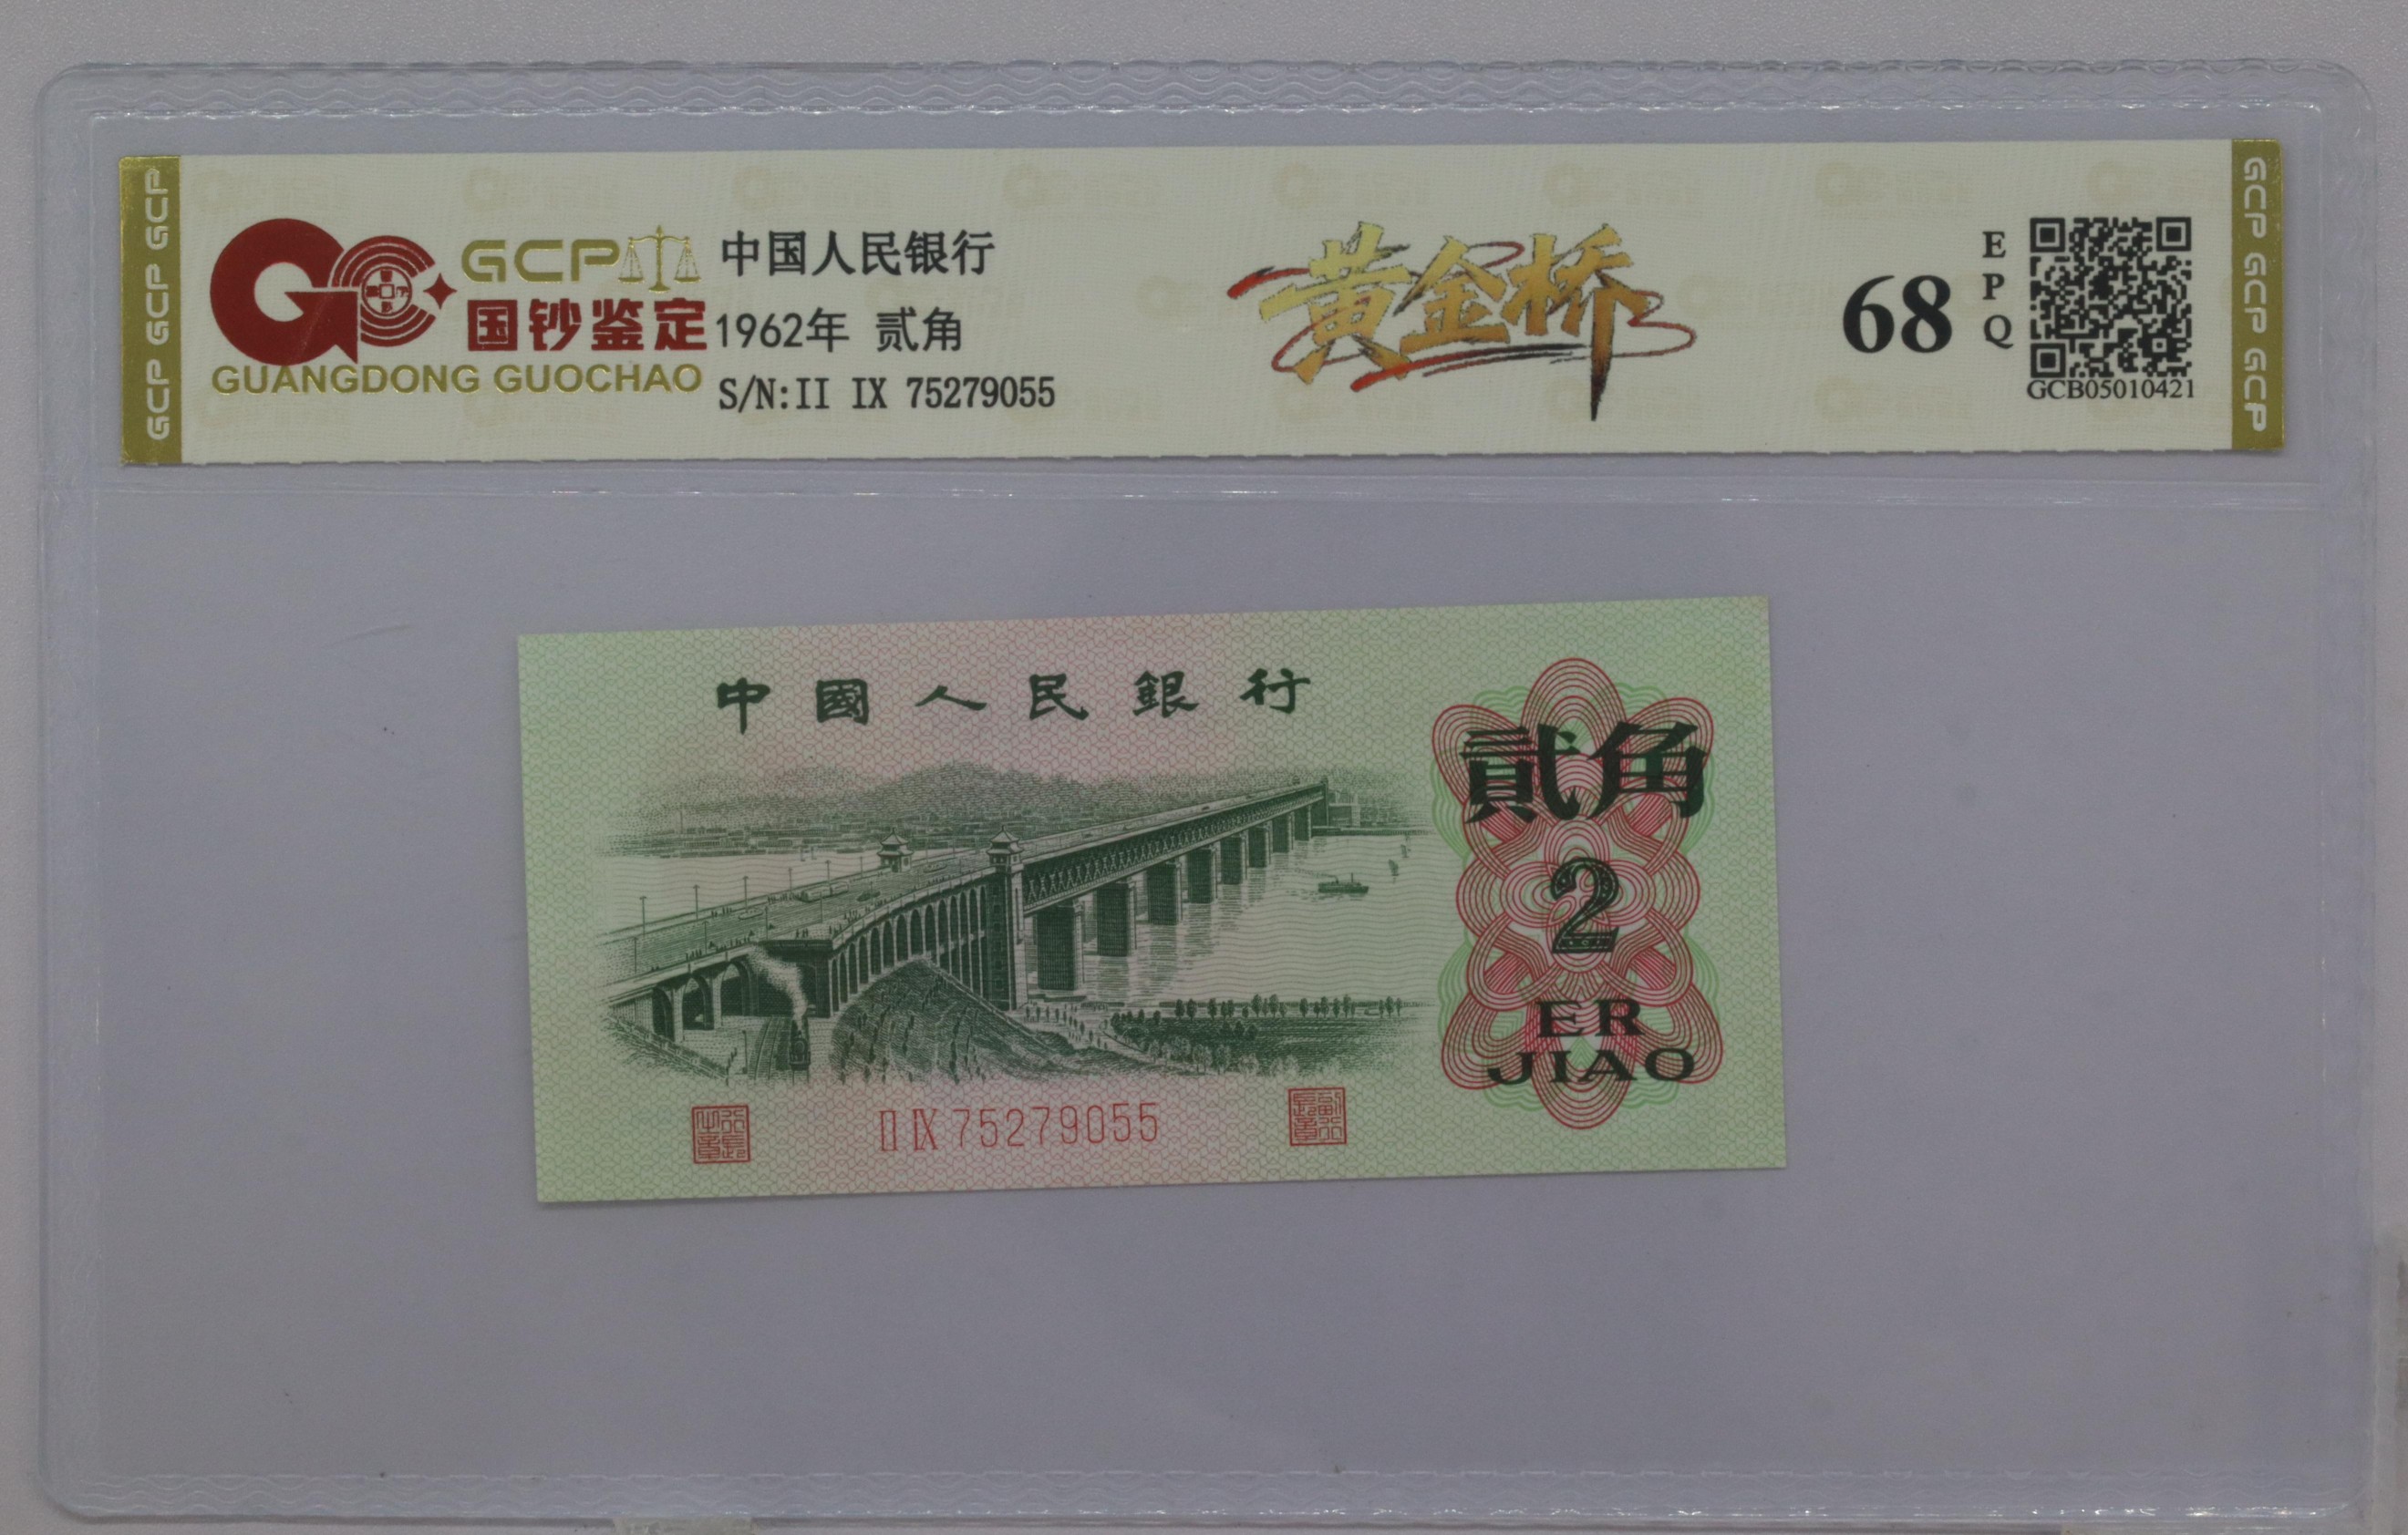 GCP GCP GCP
GCP
国钞鉴定
GUANGDONG GUOCHAO
中国人民银行
1962年 贰角
S/N:II IX 75279055
黄金桥
68
EPQ
GCB05010421
GCP GCP GCP
中國人民銀行
貳角
2
ER
JIAO
II IX 75279055